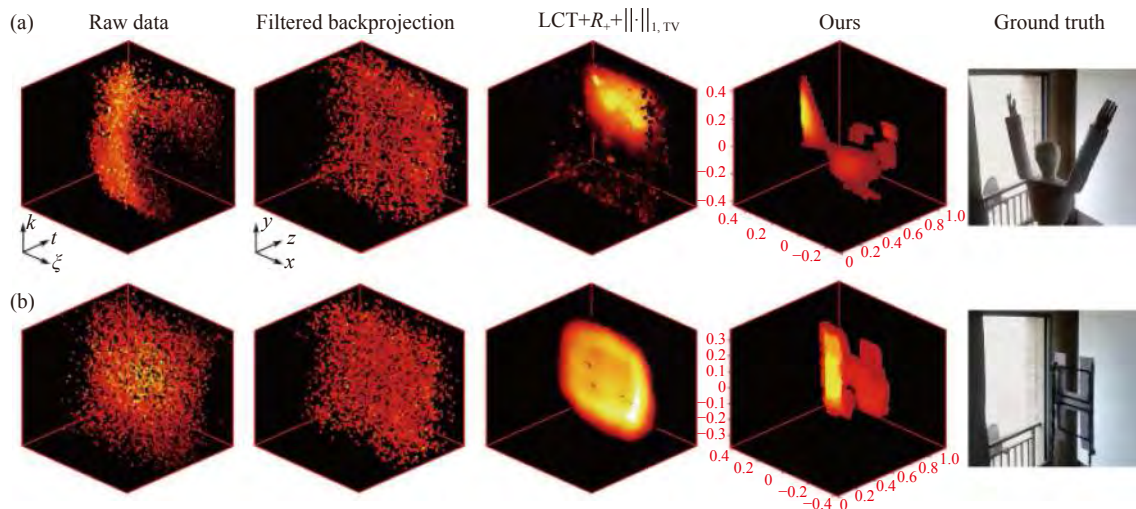 (a) Raw data Filtered backprojection LCT+R₊+||·||₁, TV Ours Ground truth
0.4
0.2
0
−0.2
−0.4
k
t
ξ
y
z
x
0.4 0.2 0 −0.2 0 0.2 0.4 0.6 0.8 1.0
(b)
0.3
0.2
0.1
0
−0.1
−0.2
−0.3
0.4 0.2 0 −0.2 −0.4 0 0.2 0.4 0.6 0.8 1.0